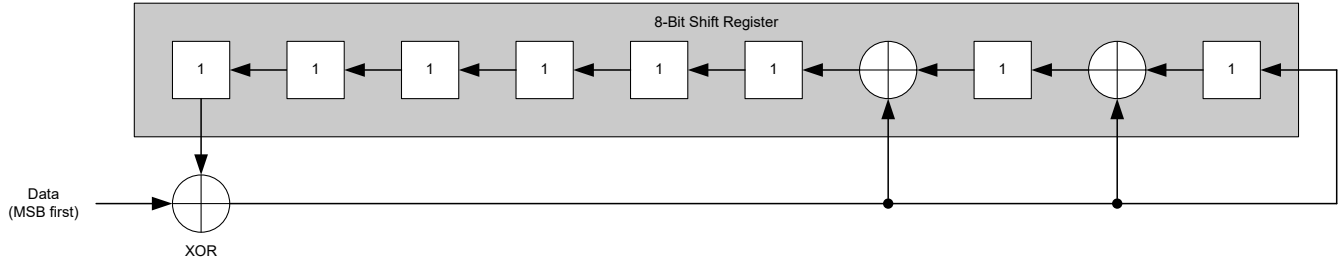 8-Bit Shift Register
1 1 1 1 1 1 1 1
Data
(MSB first)
XOR